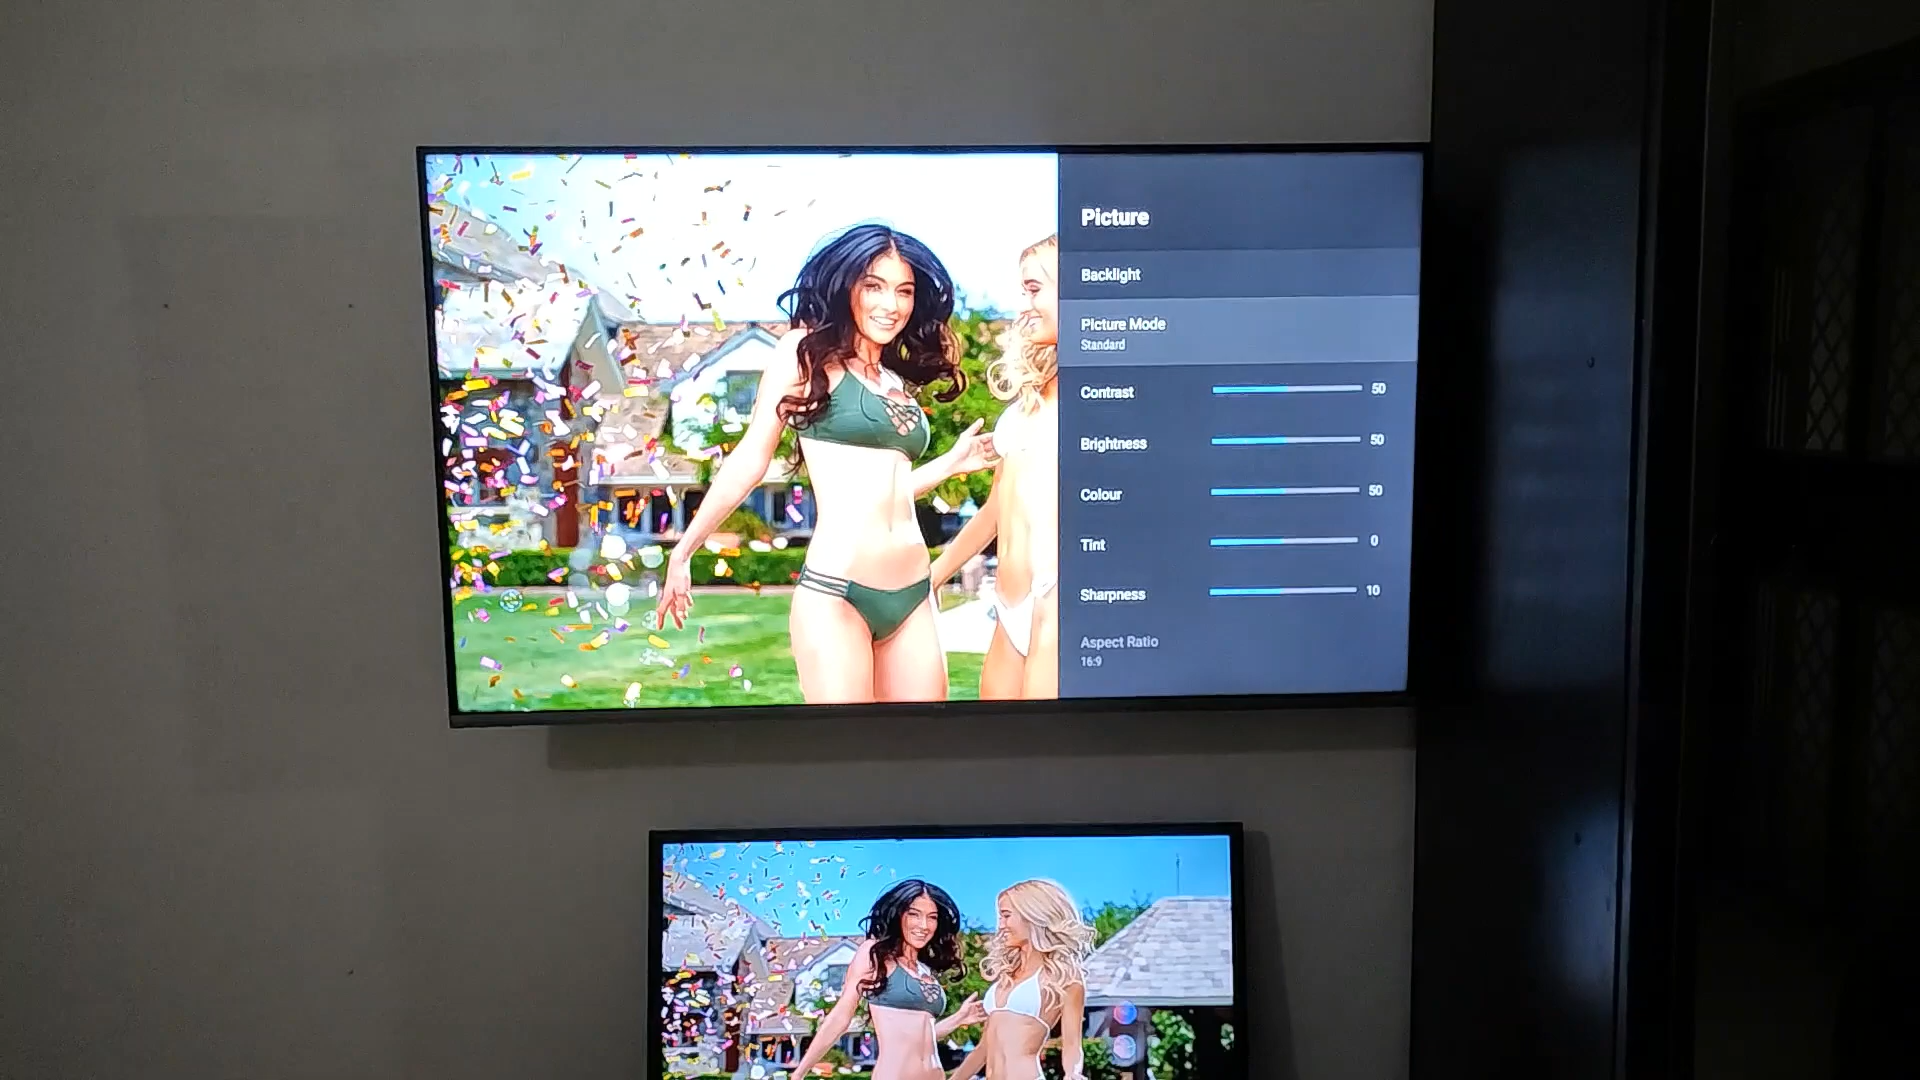 Picture
Backlight
Picture Mode
Standard
Contrast 50
Brightness 50
Colour 50
Tint 0
Sharpness 10
Aspect Ratio
16:9